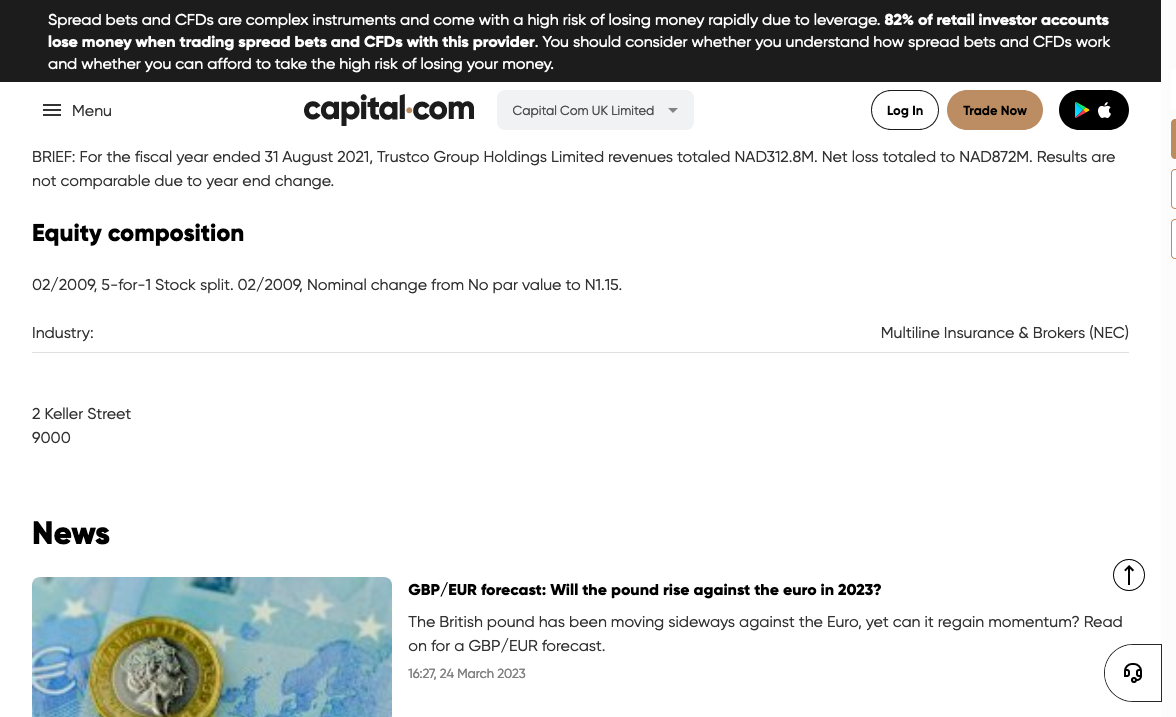 Spread bets and CFDs are complex instruments and come with a high risk of losing money rapidly due to leverage. 82% of retail investor accounts
lose money when trading spread bets and CFDs with this provider. You should consider whether you understand how spread bets and CFDs work
and whether you can afford to take the high risk of losing your money.
Menu
capital.com
Capital Com UK Limited
Log In
Trade Now
BRIEF: For the fiscal year ended 31 August 2021, Trustco Group Holdings Limited revenues totaled NAD312.8M. Net loss totaled to NAD872M. Results are
not comparable due to year end change.
Equity composition
02/2009, 5-for-1 Stock split. 02/2009, Nominal change from No par value to N1.15.
Industry:
Multiline Insurance & Brokers (NEC)
2 Keller Street
9000
News
GBP/EUR forecast: Will the pound rise against the euro in 2023?
The British pound has been moving sideways against the Euro, yet can it regain momentum? Read
on for a GBP/EUR forecast.
16:27, 24 March 2023